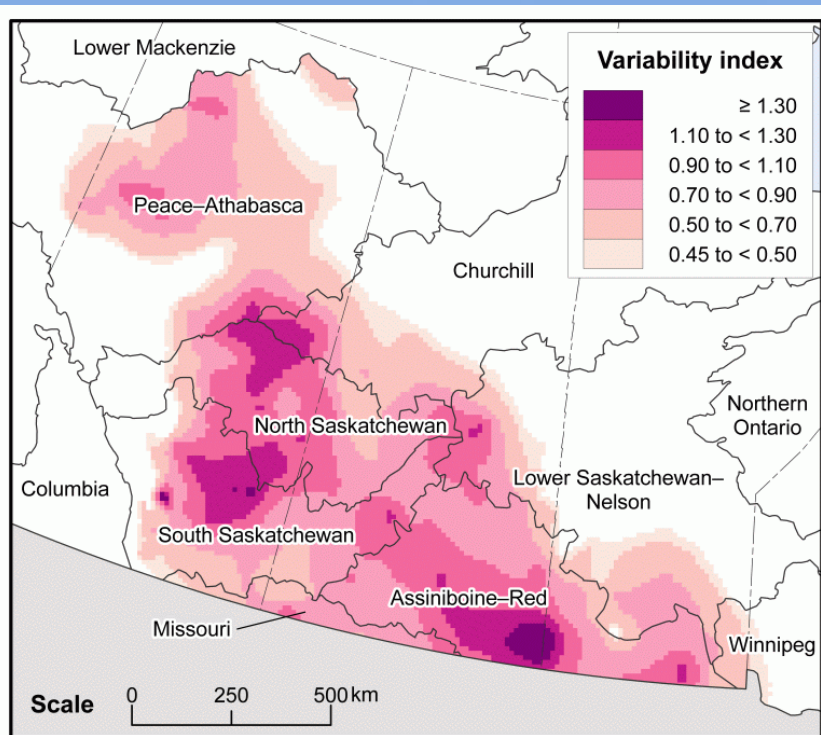 Lower Mackenzie
Variability index
≥ 1.30
1.10 to < 1.30
0.90 to < 1.10
0.70 to < 0.90
0.50 to < 0.70
0.45 to < 0.50
Peace–Athabasca
Churchill
Northern
Ontario
North Saskatchewan
Columbia
Lower Saskatchewan–
Nelson
South Saskatchewan
Assiniboine–Red
Missouri
Winnipeg
Scale
0 250 500 km